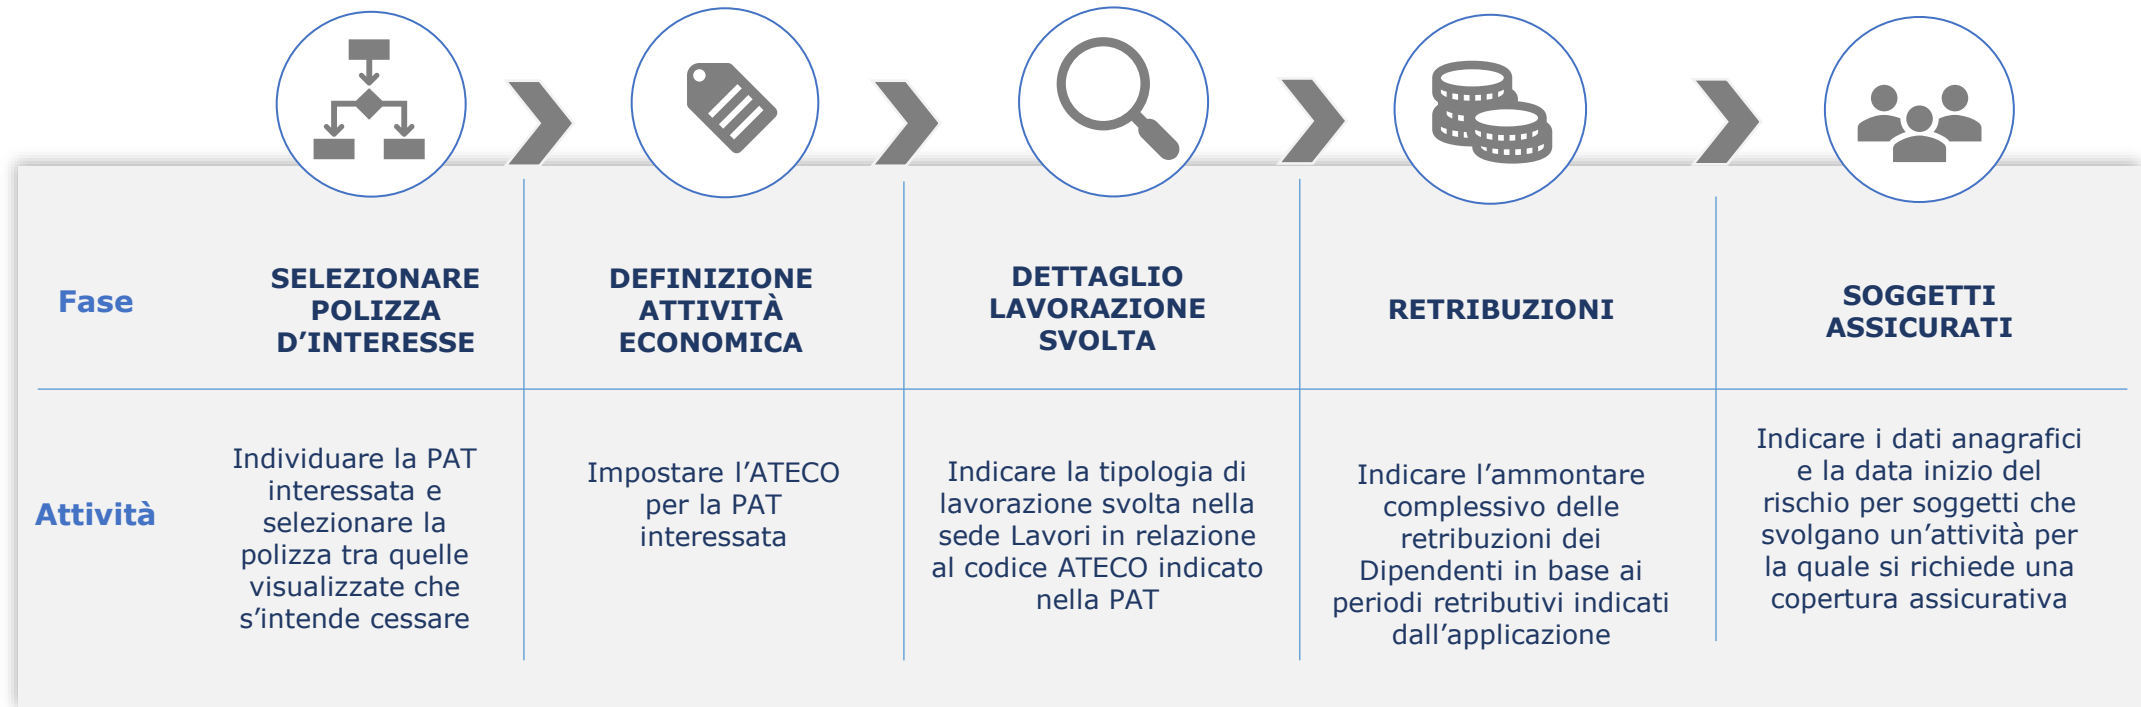 Fase
SELEZIONARE
POLIZZA
D’INTERESSE
DEFINIZIONE
ATTIVITÀ
ECONOMICA
DETTAGLIO
LAVORAZIONE
SVOLTA
RETRIBUZIONI
SOGGETTI
ASSICURATI
Attività
Individuare la PAT
interessata e
selezionare la
polizza tra quelle
visualizzate che
s’intende cessare
Impostare l’ATECO
per la PAT
interessata
Indicare la tipologia di
lavorazione svolta nella
sede Lavori in relazione
al codice ATECO indicato
nella PAT
Indicare l’ammontare
complessivo delle
retribuzioni dei
Dipendenti in base ai
periodi retributivi indicati
dall’applicazione
Indicare i dati anagrafici
e la data inizio del
rischio per soggetti che
svolgano un’attività per
la quale si richiede una
copertura assicurativa